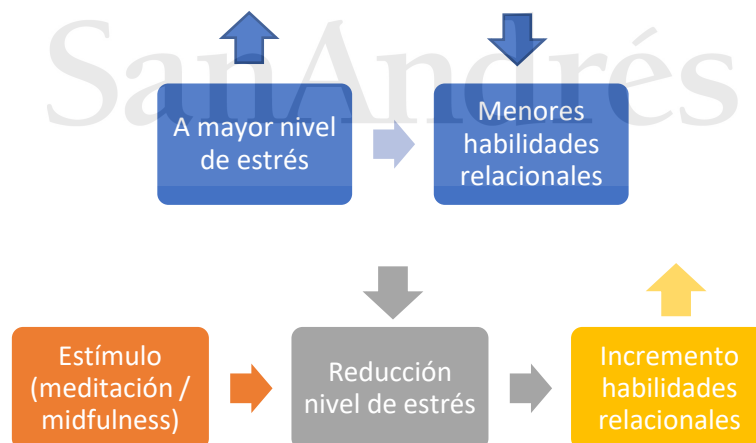 SanAndrés
A mayor nivel
de estrés
Menores
habilidades
relacionales
Estímulo
(meditación /
midfulness)
Reducción
nivel de estrés
Incremento
habilidades
relacionales